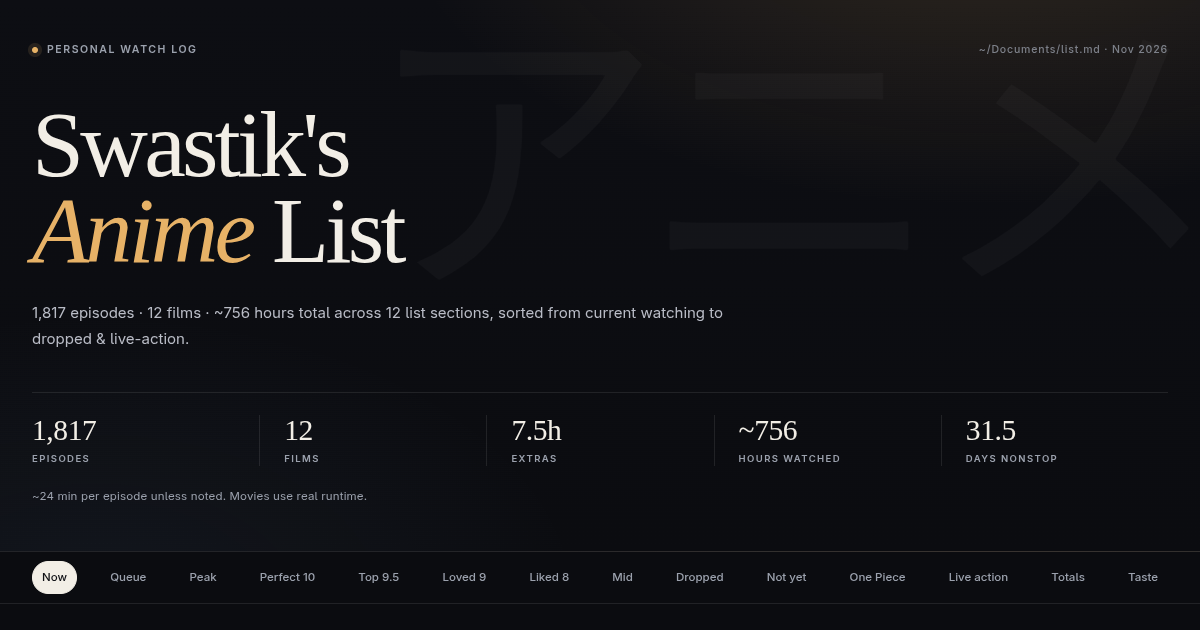 PERSONAL WATCH LOG
~/Documents/list.md · Nov 2026
アニメ
Swastik's
Anime List
1,817 episodes · 12 films · ~756 hours total across 12 list sections, sorted from current watching to
dropped & live-action.
1,817
EPISODES
12
FILMS
7.5h
EXTRAS
~756
HOURS WATCHED
31.5
DAYS NONSTOP
~24 min per episode unless noted. Movies use real runtime.
Now
Queue
Peak
Perfect 10
Top 9.5
Loved 9
Liked 8
Mid
Dropped
Not yet
One Piece
Live action
Totals
Taste